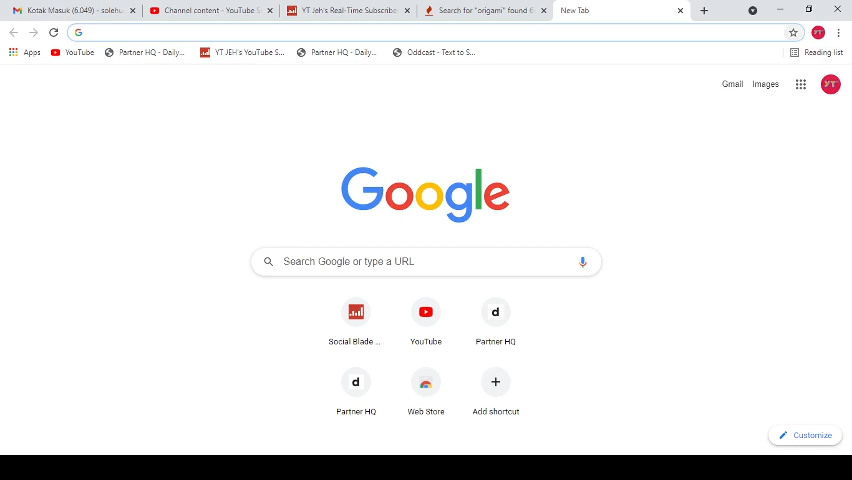 Kotak Masuk (6.049) - solehu
Channel content - YouTube S
YT Jeh's Real-Time Subscribe
Search for "origami" found 6
New Tab
Apps
YouTube
Partner HQ - Daily...
YT JEH's YouTube S...
Partner HQ - Daily...
Oddcast - Text to S...
Reading list
Gmail
Images
YT
Google
Search Google or type a URL
Social Blade ...
YouTube
Partner HQ
Partner HQ
Web Store
Add shortcut
Customize